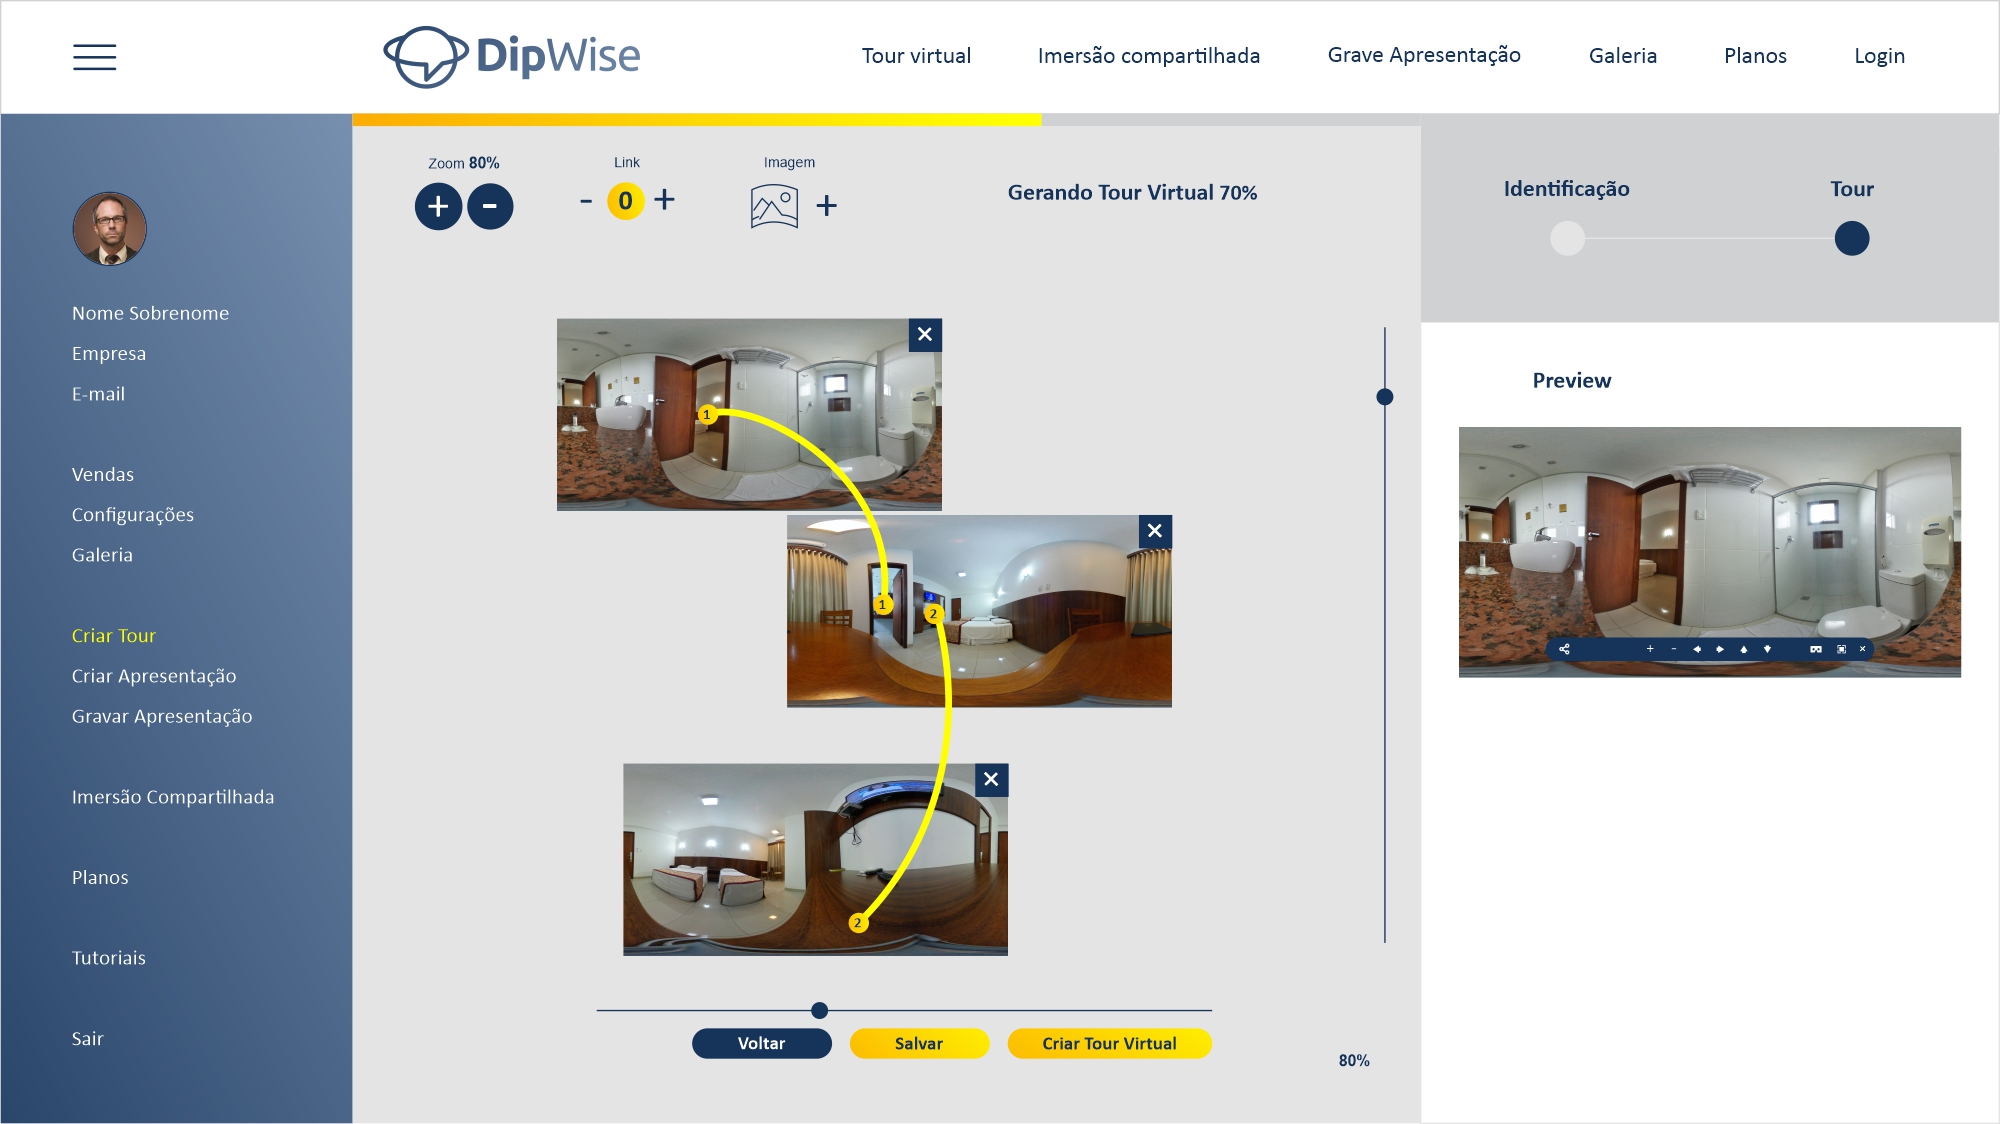 DipWise
Tour virtual
Imersão compartilhada
Grave Apresentação
Galeria
Planos
Login
Nome Sobrenome
Empresa
E-mail
Vendas
Configurações
Galeria
Criar Tour
Criar Apresentação
Gravar Apresentação
Imersão Compartilhada
Planos
Tutoriais
Sair
Zoom 80%
+ -
Link
- 0 +
Imagem
+
Gerando Tour Virtual 70%
1
1
2
2
Voltar
Salvar
Criar Tour Virtual
80%
Identificação
Tour
Preview